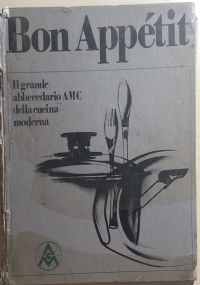 Bon Appétit
Il grande
abbecedario AMC
della cucina
moderna